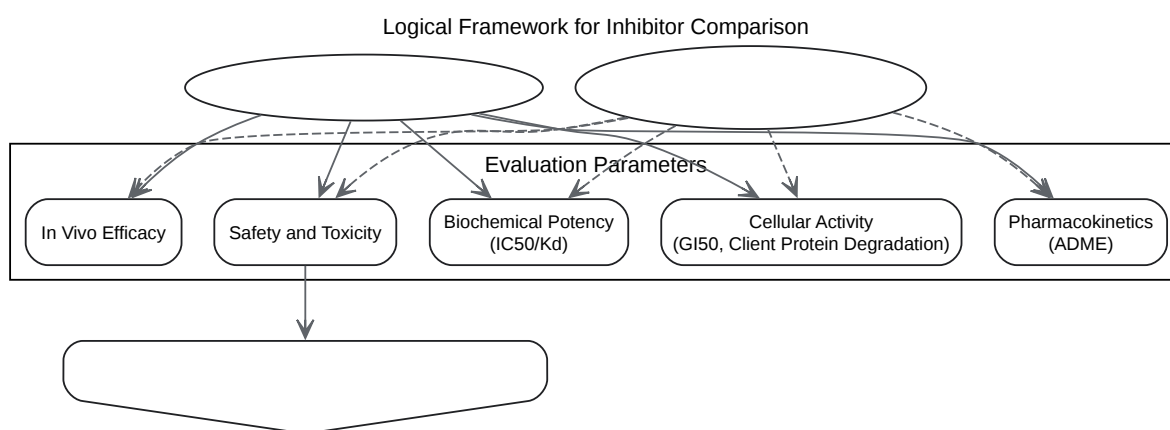 Logical Framework for Inhibitor Comparison
Evaluation Parameters
In Vivo Efficacy
Safety and Toxicity
Biochemical Potency
(IC50/Kd)
Cellular Activity
(GI50, Client Protein Degradation)
Pharmacokinetics
(ADME)